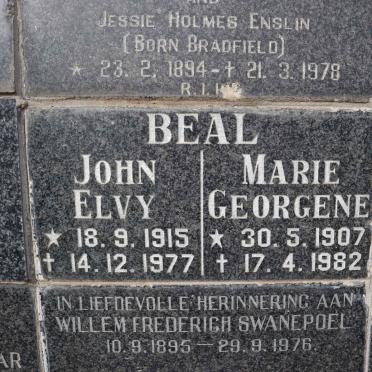 AND
JESSIE HOLMES ENSLIN
(BORN BRADFIELD)
★ 23. 2. 1894 - † 21. 3. 1978
R.I.P.
BEAL
JOHN
ELVY
★ 18. 9. 1915
† 14. 12. 1977
MARIE
GEORGENE
★ 30. 5. 1907
† 17. 4. 1982
IN LIEFDEVOLLE HERINNERING AAN
WILLEM FREDERICH SWANEPOEL
10. 9. 1895 — 29. 9. 1976.
AR